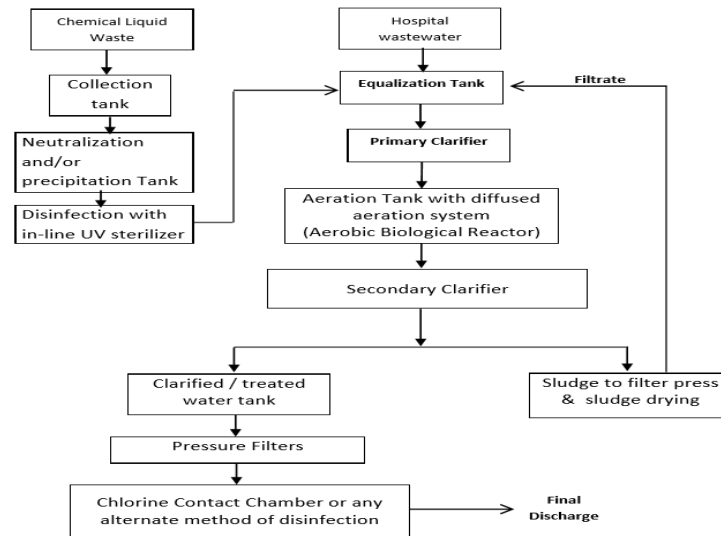 Chemical Liquid
Waste
Hospital
wastewater
Collection
tank
Equalization Tank
Filtrate
Neutralization
and/or
precipitation Tank
Primary Clarifier
Disinfection with
in-line UV sterilizer
Aeration Tank with diffused
aeration system
(Aerobic Biological Reactor)
Secondary Clarifier
Clarified / treated
water tank
Sludge to filter press
& sludge drying
Pressure Filters
Chlorine Contact Chamber or any
alternate method of disinfection
Final
Discharge